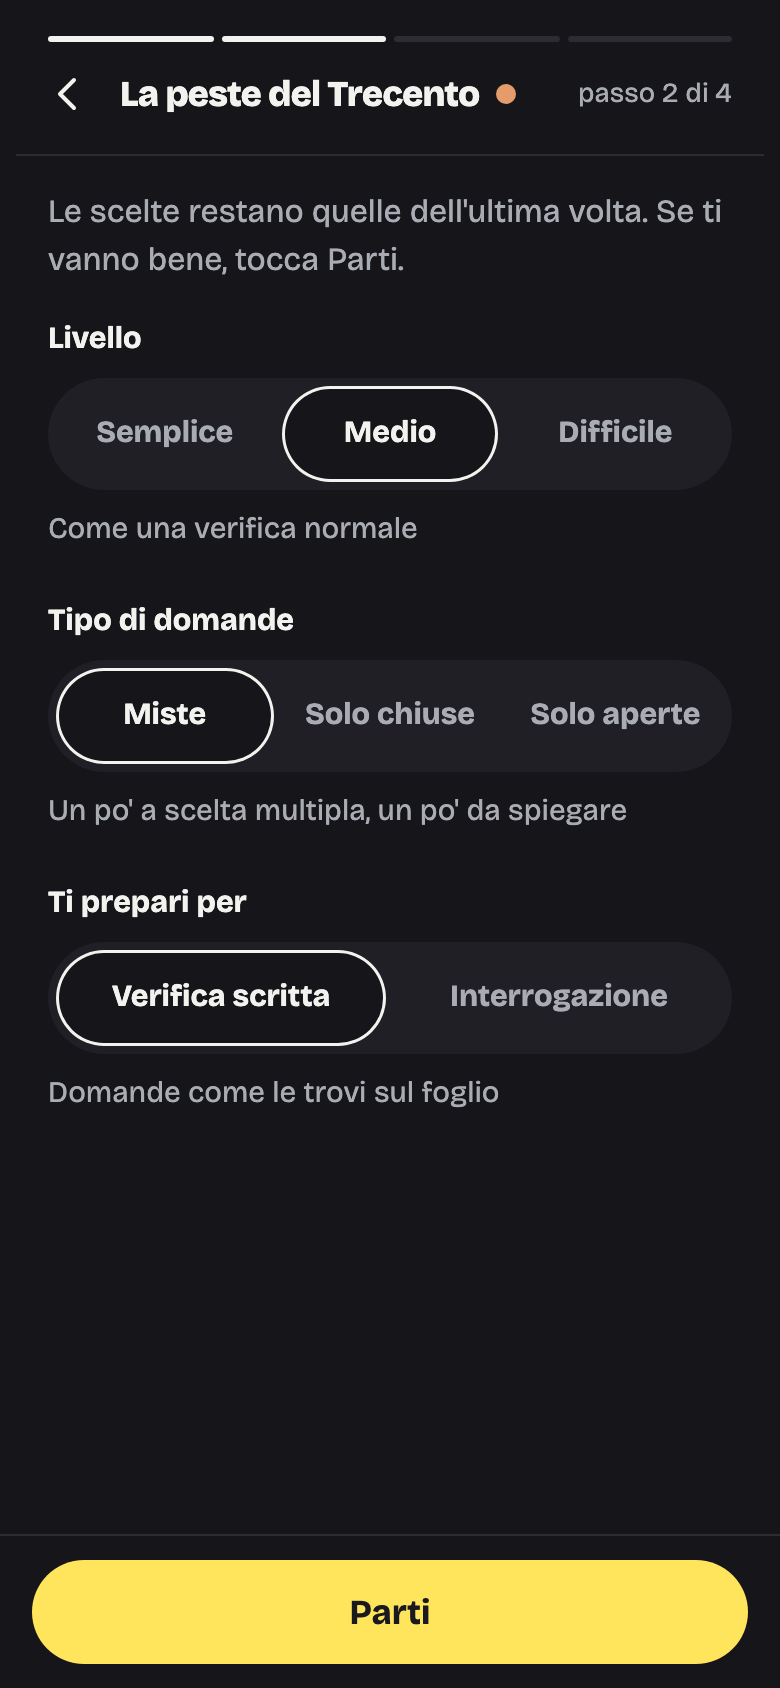 La peste del Trecento
passo 2 di 4
Le scelte restano quelle dell'ultima volta. Se ti
vanno bene, tocca Parti.
Livello
Semplice Medio Difficile
Come una verifica normale
Tipo di domande
Miste Solo chiuse Solo aperte
Un po' a scelta multipla, un po' da spiegare
Ti prepari per
Verifica scritta Interrogazione
Domande come le trovi sul foglio
Parti